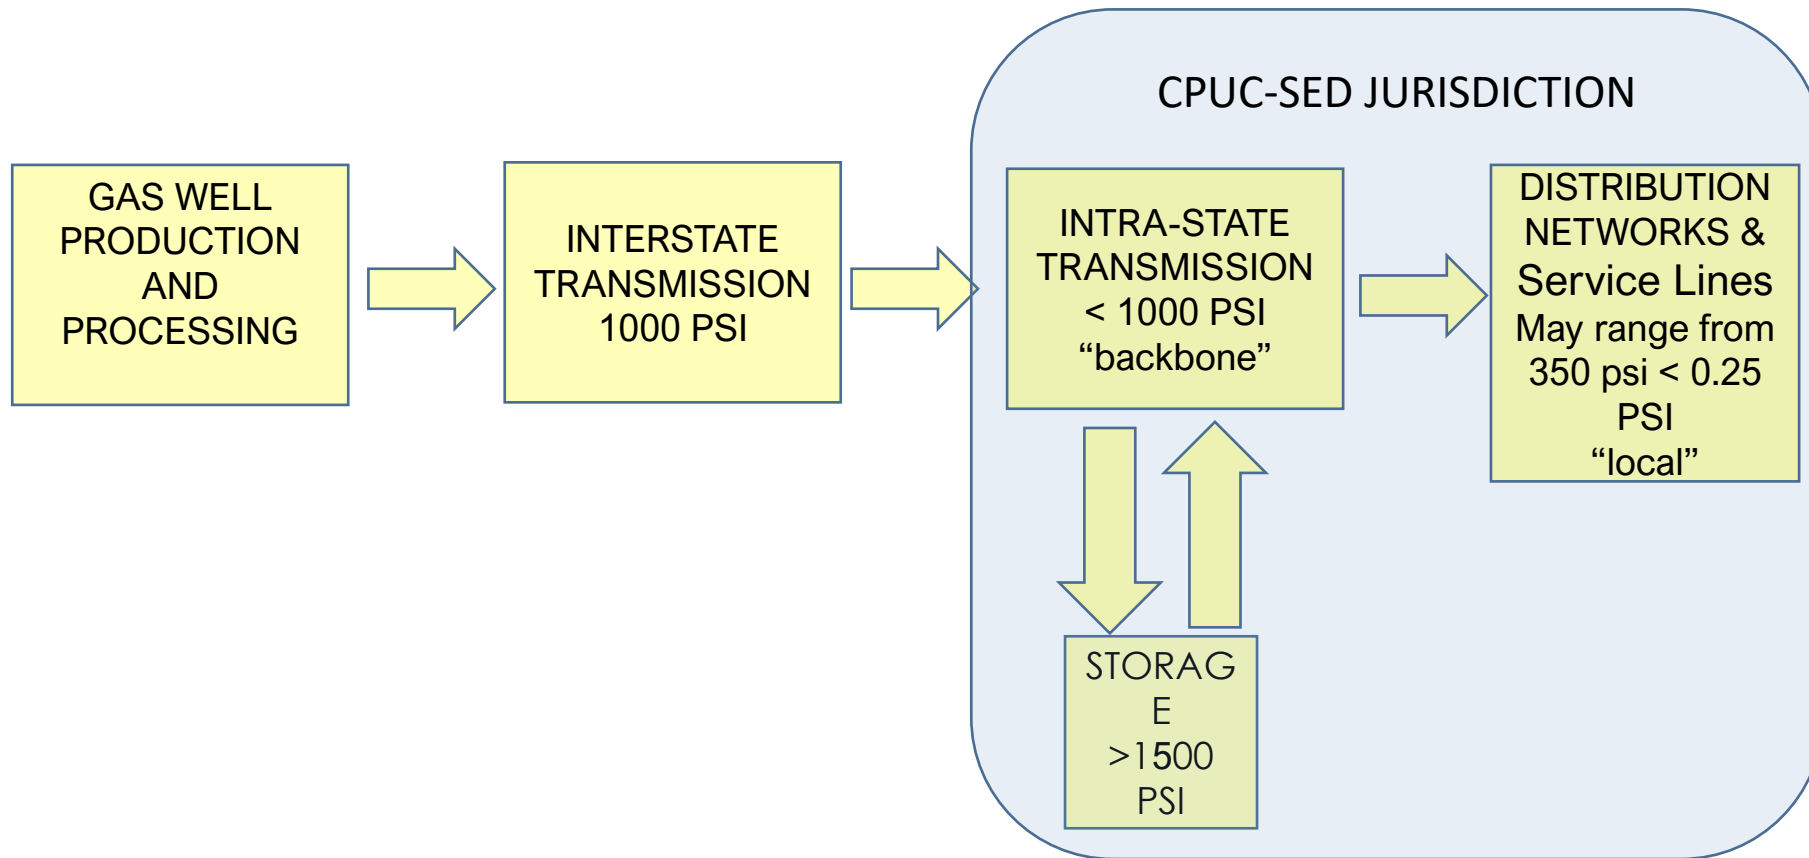 CPUC-SED JURISDICTION
GAS WELL
PRODUCTION
AND
PROCESSING
INTERSTATE
TRANSMISSION
1000 PSI
INTRA-STATE
TRANSMISSION
< 1000 PSI
“backbone”
DISTRIBUTION
NETWORKS &
Service Lines
May range from
350 psi < 0.25
PSI
“local”
STORAG
E
>1500
PSI